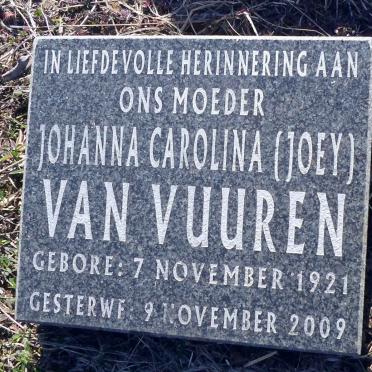 IN LIEFDEVOLLE HERINNERING AAN
ONS MOEDER
JOHANNA CAROLINA (JOEY)
VAN VUUREN
GEBORE: 7 NOVEMBER 1921
GESTERWE: 9 NOVEMBER 2009